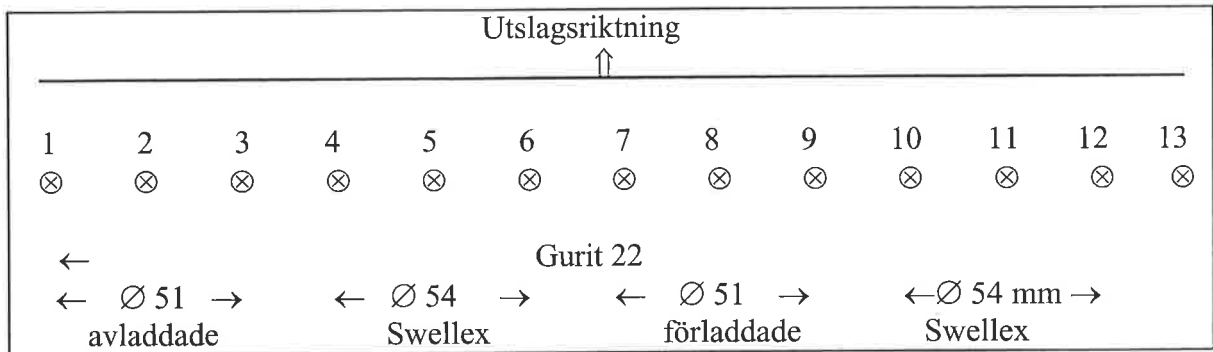 Utslagsriktning
⇑
1 2 3 4 5 6 7 8 9 10 11 12 13
⊗ ⊗ ⊗ ⊗ ⊗ ⊗ ⊗ ⊗ ⊗ ⊗ ⊗ ⊗ ⊗
← Gurit 22
← Ø 51 → ← Ø 54 → ← Ø 51 → ←Ø 54 mm →
avladdade Swellex förladdade Swellex